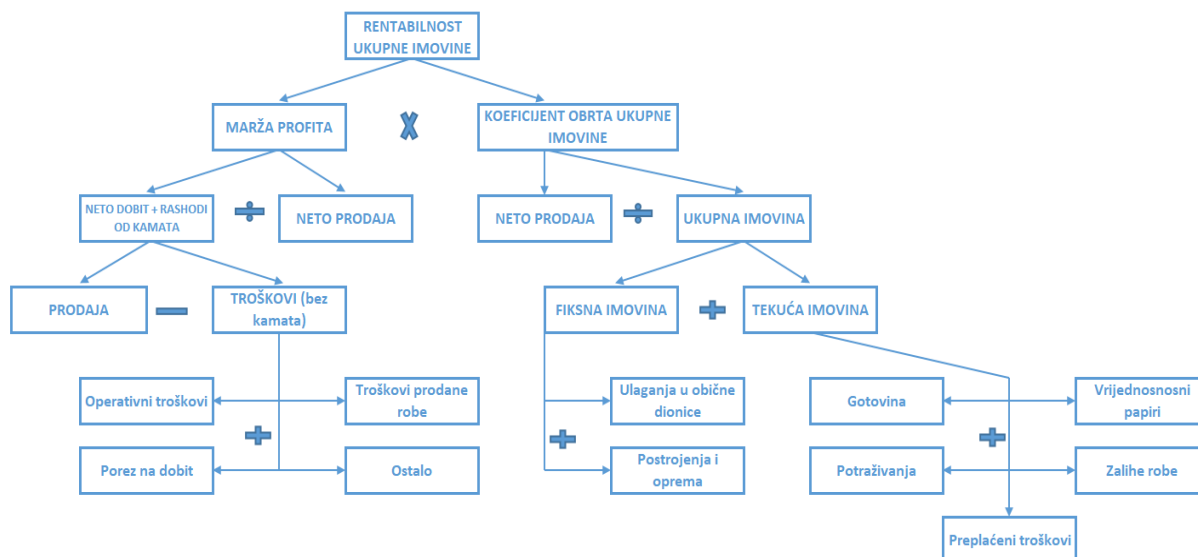 RENTABILNOST
UKUPNE IMOVINE
MARŽA PROFITA
KOEFICIJENT OBRTA UKUPNE
IMOVINE
NETO DOBIT + RASHODI
OD KAMATA
NETO PRODAJA
NETO PRODAJA
UKUPNA IMOVINA
PRODAJA
TROŠKOVI (bez
kamata)
FIKSNA IMOVINA
TEKUĆA IMOVINA
Operativni troškovi
Troškovi prodane
robe
Ulaganja u obične
dionice
Gotovina
Vrijednosnosni
papiri
Porez na dobit
Ostalo
Postrojenja i
oprema
Potraživanja
Zalihe robe
Preplaćeni troškovi